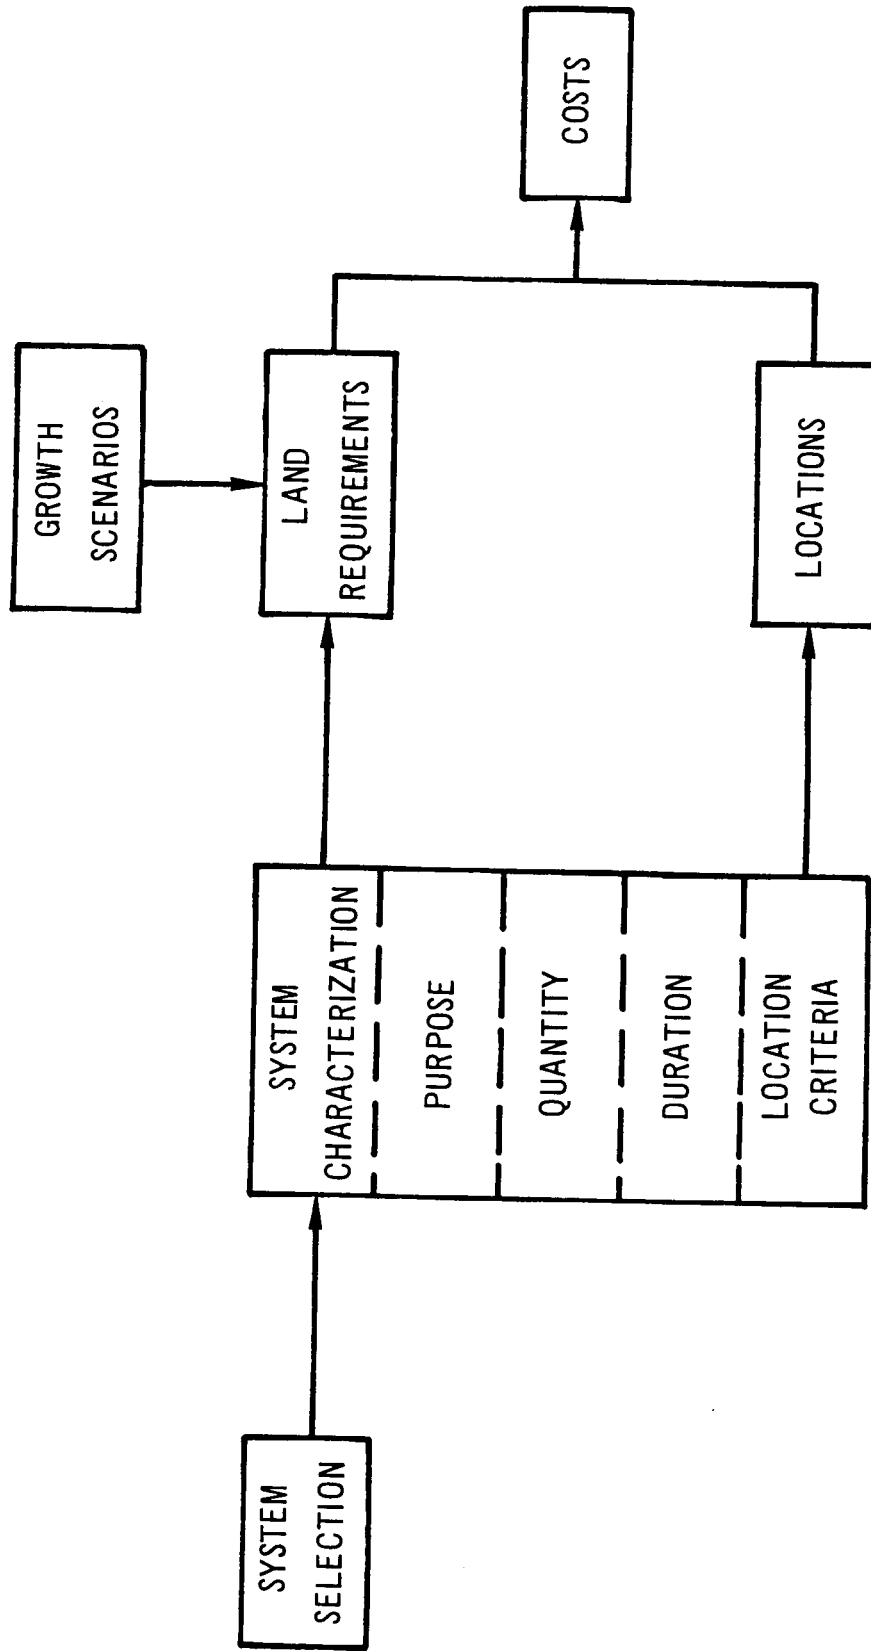 SYSTEM
SELECTION
SYSTEM
CHARACTERIZATION
PURPOSE
QUANTITY
DURATION
LOCATION
CRITERIA
GROWTH
SCENARIOS
LAND
REQUIREMENTS
LOCATIONS
COSTS